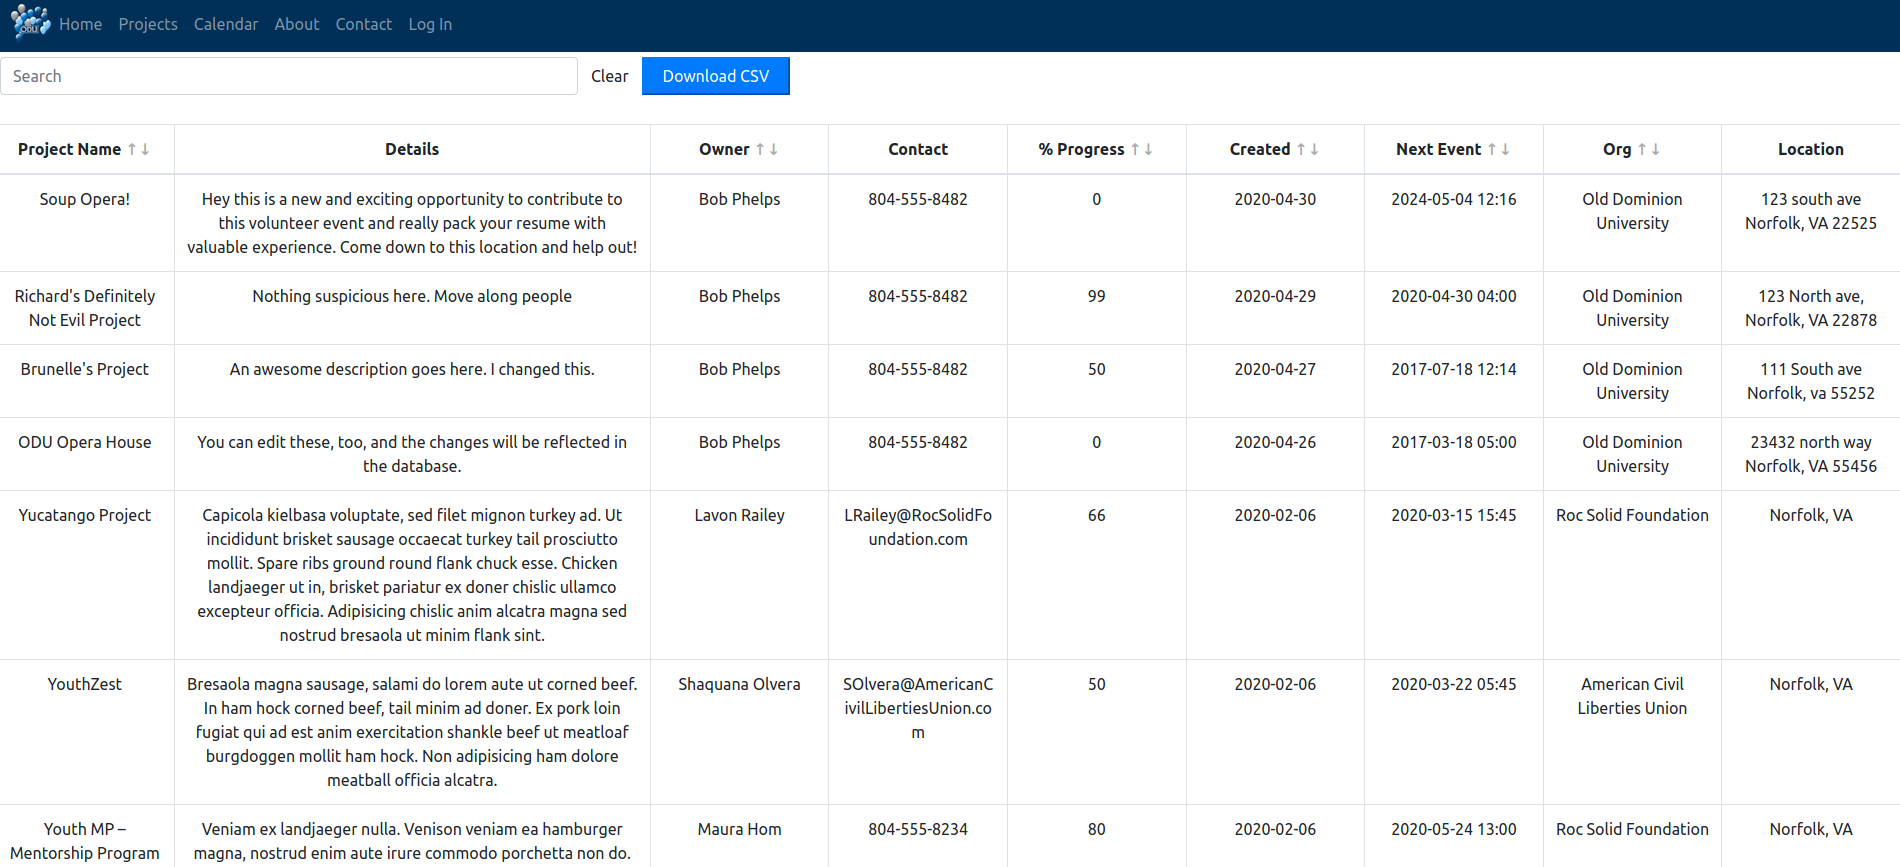 ODU Home Projects Calendar About Contact Log In
Search Clear Download CSV
Project Name ↑↓ Details Owner ↑↓ Contact % Progress ↑↓ Created ↑↓ Next Event ↑↓ Org ↑↓ Location
Soup Opera! Hey this is a new and exciting opportunity to contribute to Bob Phelps 804-555-8482 0 2020-04-30 2024-05-04 12:16 Old Dominion 123 south ave
this volunteer event and really pack your resume with University Norfolk, VA 22525
valuable experience. Come down to this location and help out!
Richard's Definitely Nothing suspicious here. Move along people Bob Phelps 804-555-8482 99 2020-04-29 2020-04-30 04:00 Old Dominion 123 North ave,
Not Evil Project University Norfolk, VA 22878
Brunelle's Project An awesome description goes here. I changed this. Bob Phelps 804-555-8482 50 2020-04-27 2017-07-18 12:14 Old Dominion 111 South ave
University Norfolk, va 55252
ODU Opera House You can edit these, too, and the changes will be reflected in Bob Phelps 804-555-8482 0 2020-04-26 2017-03-18 05:00 Old Dominion 23432 north way
the database. University Norfolk, VA 55456
Yucatango Project Capicola kielbasa voluptate, sed filet mignon turkey ad. Ut Lavon Railey LRailey@RocSolidFo 66 2020-02-06 2020-03-15 15:45 Roc Solid Foundation Norfolk, VA
incididunt brisket sausage occaecat turkey tail prosciutto undation.com
mollit. Spare ribs ground round flank chuck esse. Chicken
landjaeger ut in, brisket pariatur ex doner chislic ullamco
excepteur officia. Adipisicing chislic anim alcatra magna sed
nostrud bresaola ut minim flank sint.
YouthZest Bresaola magna sausage, salami do lorem aute ut corned beef. Shaquana Olvera SOlvera@AmericanC 50 2020-02-06 2020-03-22 05:45 American Civil Norfolk, VA
In ham hock corned beef, tail minim ad doner. Ex pork loin ivilLibertiesUnion.co Liberties Union
fugiat qui ad est anim exercitation shankle beef ut meatloaf m
burgdoggen mollit ham hock. Non adipisicing ham dolore
meatball officia alcatra.
Youth MP – Veniam ex landjaeger nulla. Venison veniam ea hamburger Maura Hom 804-555-8234 80 2020-02-06 2020-05-24 13:00 Roc Solid Foundation Norfolk, VA
Mentorship Program magna, nostrud enim aute irure commodo porchetta non do.